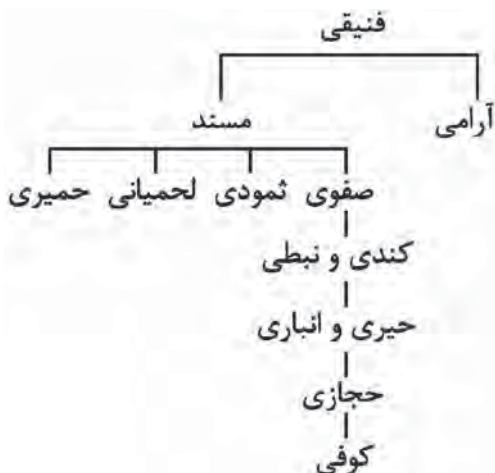 فنیقی
آرامی مسند
صفوی ثمودی لحمیانی حمیری
کندی و نبطی
حیری و انباری
حجازی
کوفی